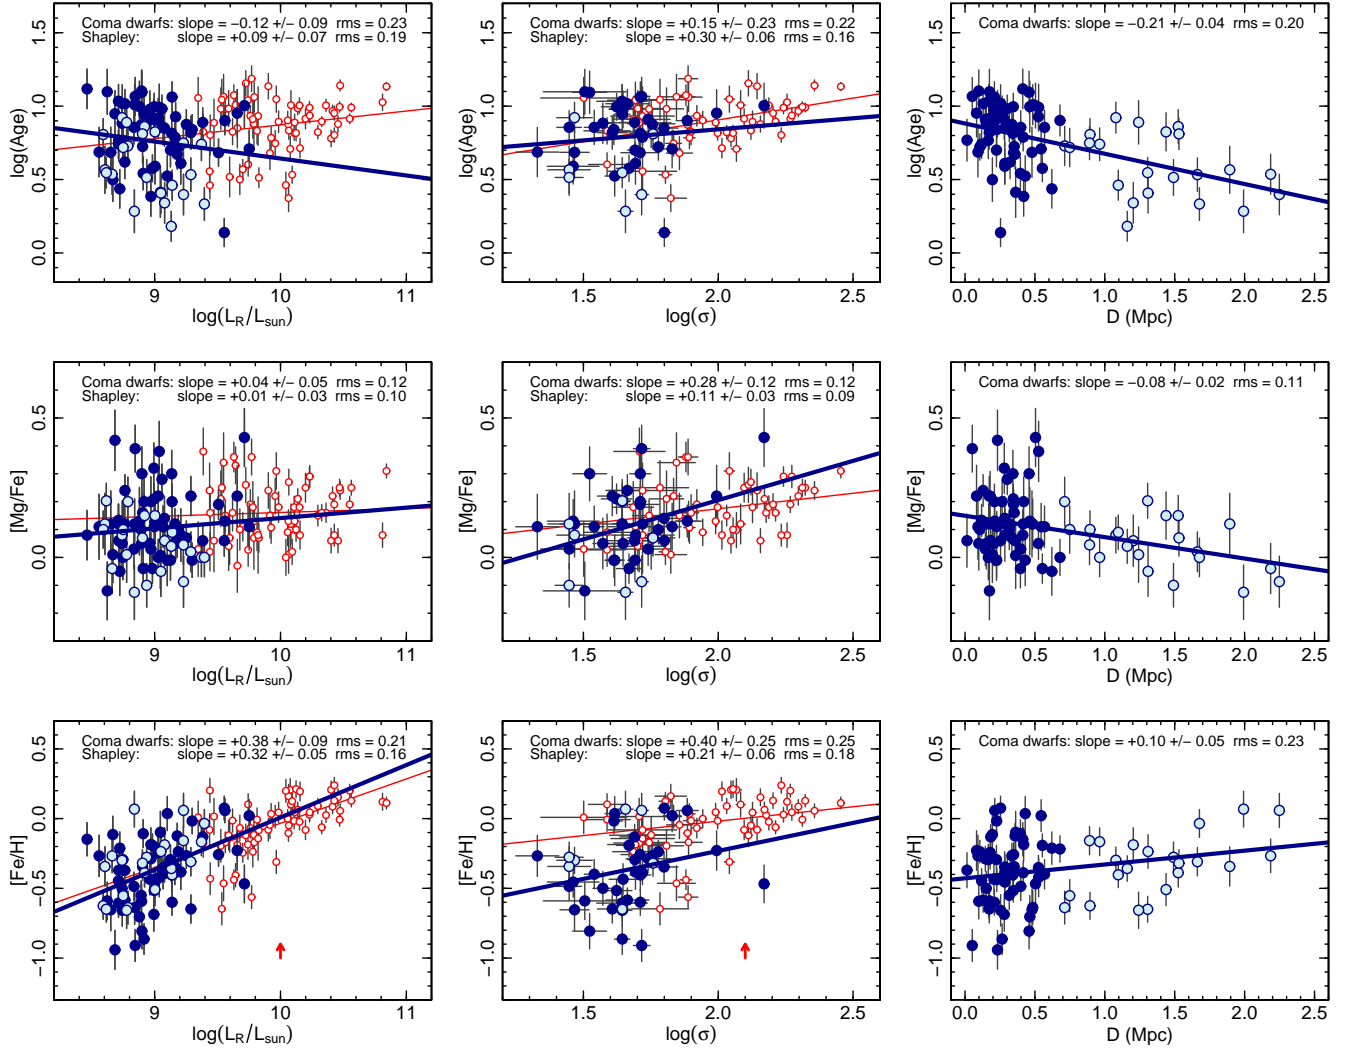 Coma dwarfs: slope = −0.12 +/− 0.09 rms = 0.23
Shapley: slope = +0.09 +/− 0.07 rms = 0.19
log(Age)
0.0 0.5 1.0 1.5
9 10 11
log(L_R/L_sun)
Coma dwarfs: slope = +0.15 +/− 0.23 rms = 0.22
Shapley: slope = +0.30 +/− 0.06 rms = 0.16
log(Age)
0.0 0.5 1.0 1.5
1.5 2.0 2.5
log(σ)
Coma dwarfs: slope = −0.21 +/− 0.04 rms = 0.20
log(Age)
0.0 0.5 1.0 1.5
0.0 0.5 1.0 1.5 2.0 2.5
D (Mpc)
Coma dwarfs: slope = +0.04 +/− 0.05 rms = 0.12
Shapley: slope = +0.01 +/− 0.03 rms = 0.10
[Mg/Fe]
0.0 0.5
9 10 11
log(L_R/L_sun)
Coma dwarfs: slope = +0.28 +/− 0.12 rms = 0.12
Shapley: slope = +0.11 +/− 0.03 rms = 0.09
[Mg/Fe]
0.0 0.5
1.5 2.0 2.5
log(σ)
Coma dwarfs: slope = −0.08 +/− 0.02 rms = 0.11
[Mg/Fe]
0.0 0.5
0.0 0.5 1.0 1.5 2.0 2.5
D (Mpc)
Coma dwarfs: slope = +0.38 +/− 0.09 rms = 0.21
Shapley: slope = +0.32 +/− 0.05 rms = 0.16
[Fe/H]
−1.0 −0.5 0.0 0.5
9 10 11
log(L_R/L_sun)
Coma dwarfs: slope = +0.40 +/− 0.25 rms = 0.25
Shapley: slope = +0.21 +/− 0.06 rms = 0.18
[Fe/H]
−1.0 −0.5 0.0 0.5
1.5 2.0 2.5
log(σ)
Coma dwarfs: slope = +0.10 +/− 0.05 rms = 0.23
[Fe/H]
−1.0 −0.5 0.0 0.5
0.0 0.5 1.0 1.5 2.0 2.5
D (Mpc)